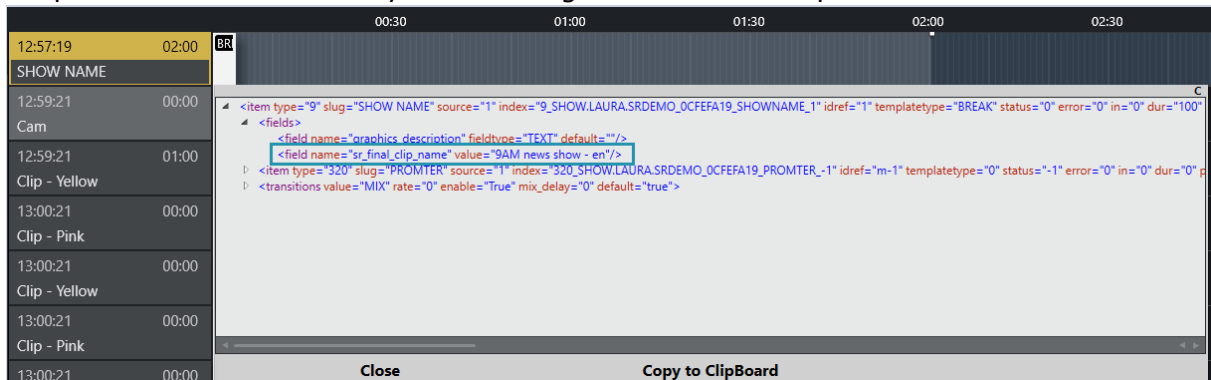 00:30 01:00 01:30 02:00 02:30
12:57:19 02:00 BR
SHOW NAME
12:59:21 00:00
Cam
12:59:21 01:00
Clip - Yellow
13:00:21 00:00
Clip - Pink
13:00:21 00:00
Clip - Yellow
13:00:21 00:00
Clip - Pink
13:00:21 00:00
C
<item type="9" slug="SHOW NAME" source="1" index="9_SHOW.LAURA.SRDEMO_0CFEFA19_SHOWNAME_1" idref="1" templatetype="BREAK" status="0" error="0" in="0" dur="100"
<fields>
<field name="graphics_description" fieldtype="TEXT" default=""/>
<field name="sr_final_clip_name" value="9AM news show - en"/>
<item type="320" slug="PROMTER" source="1" index="320_SHOW.LAURA.SRDEMO_0CFEFA19_PROMTER_-1" idref="m-1" templatetype="0" status="-1" error="0" in="0" dur="0" p
<transitions value="MIX" rate="0" enable="True" mix_delay="0" default="true">
Close Copy to ClipBoard